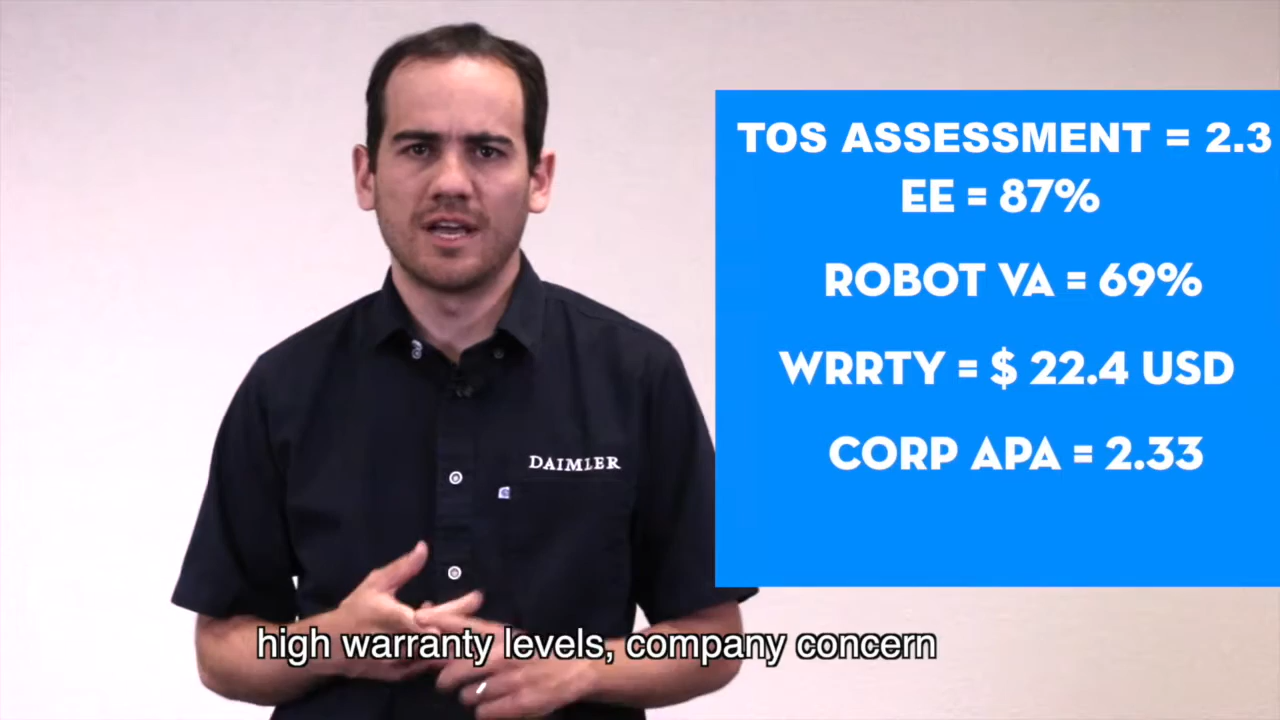 TOS ASSESSMENT = 2.3
EE = 87%
ROBOT VA = 69%
WRRTY = $ 22.4 USD
CORP APA = 2.33
DAIMLER
high warranty levels, company concern